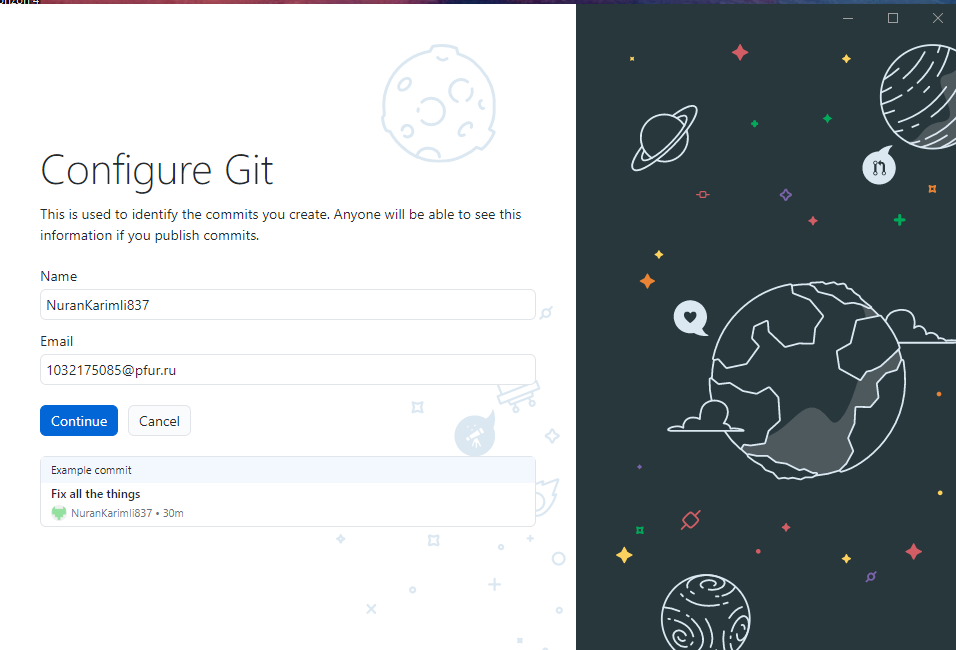 Configure Git
This is used to identify the commits you create. Anyone will be able to see this
information if you publish commits.
Name
NuranKarimli837
Email
1032175085@pfur.ru
Continue
Cancel
Example commit
Fix all the things
NuranKarimli837 • 30m